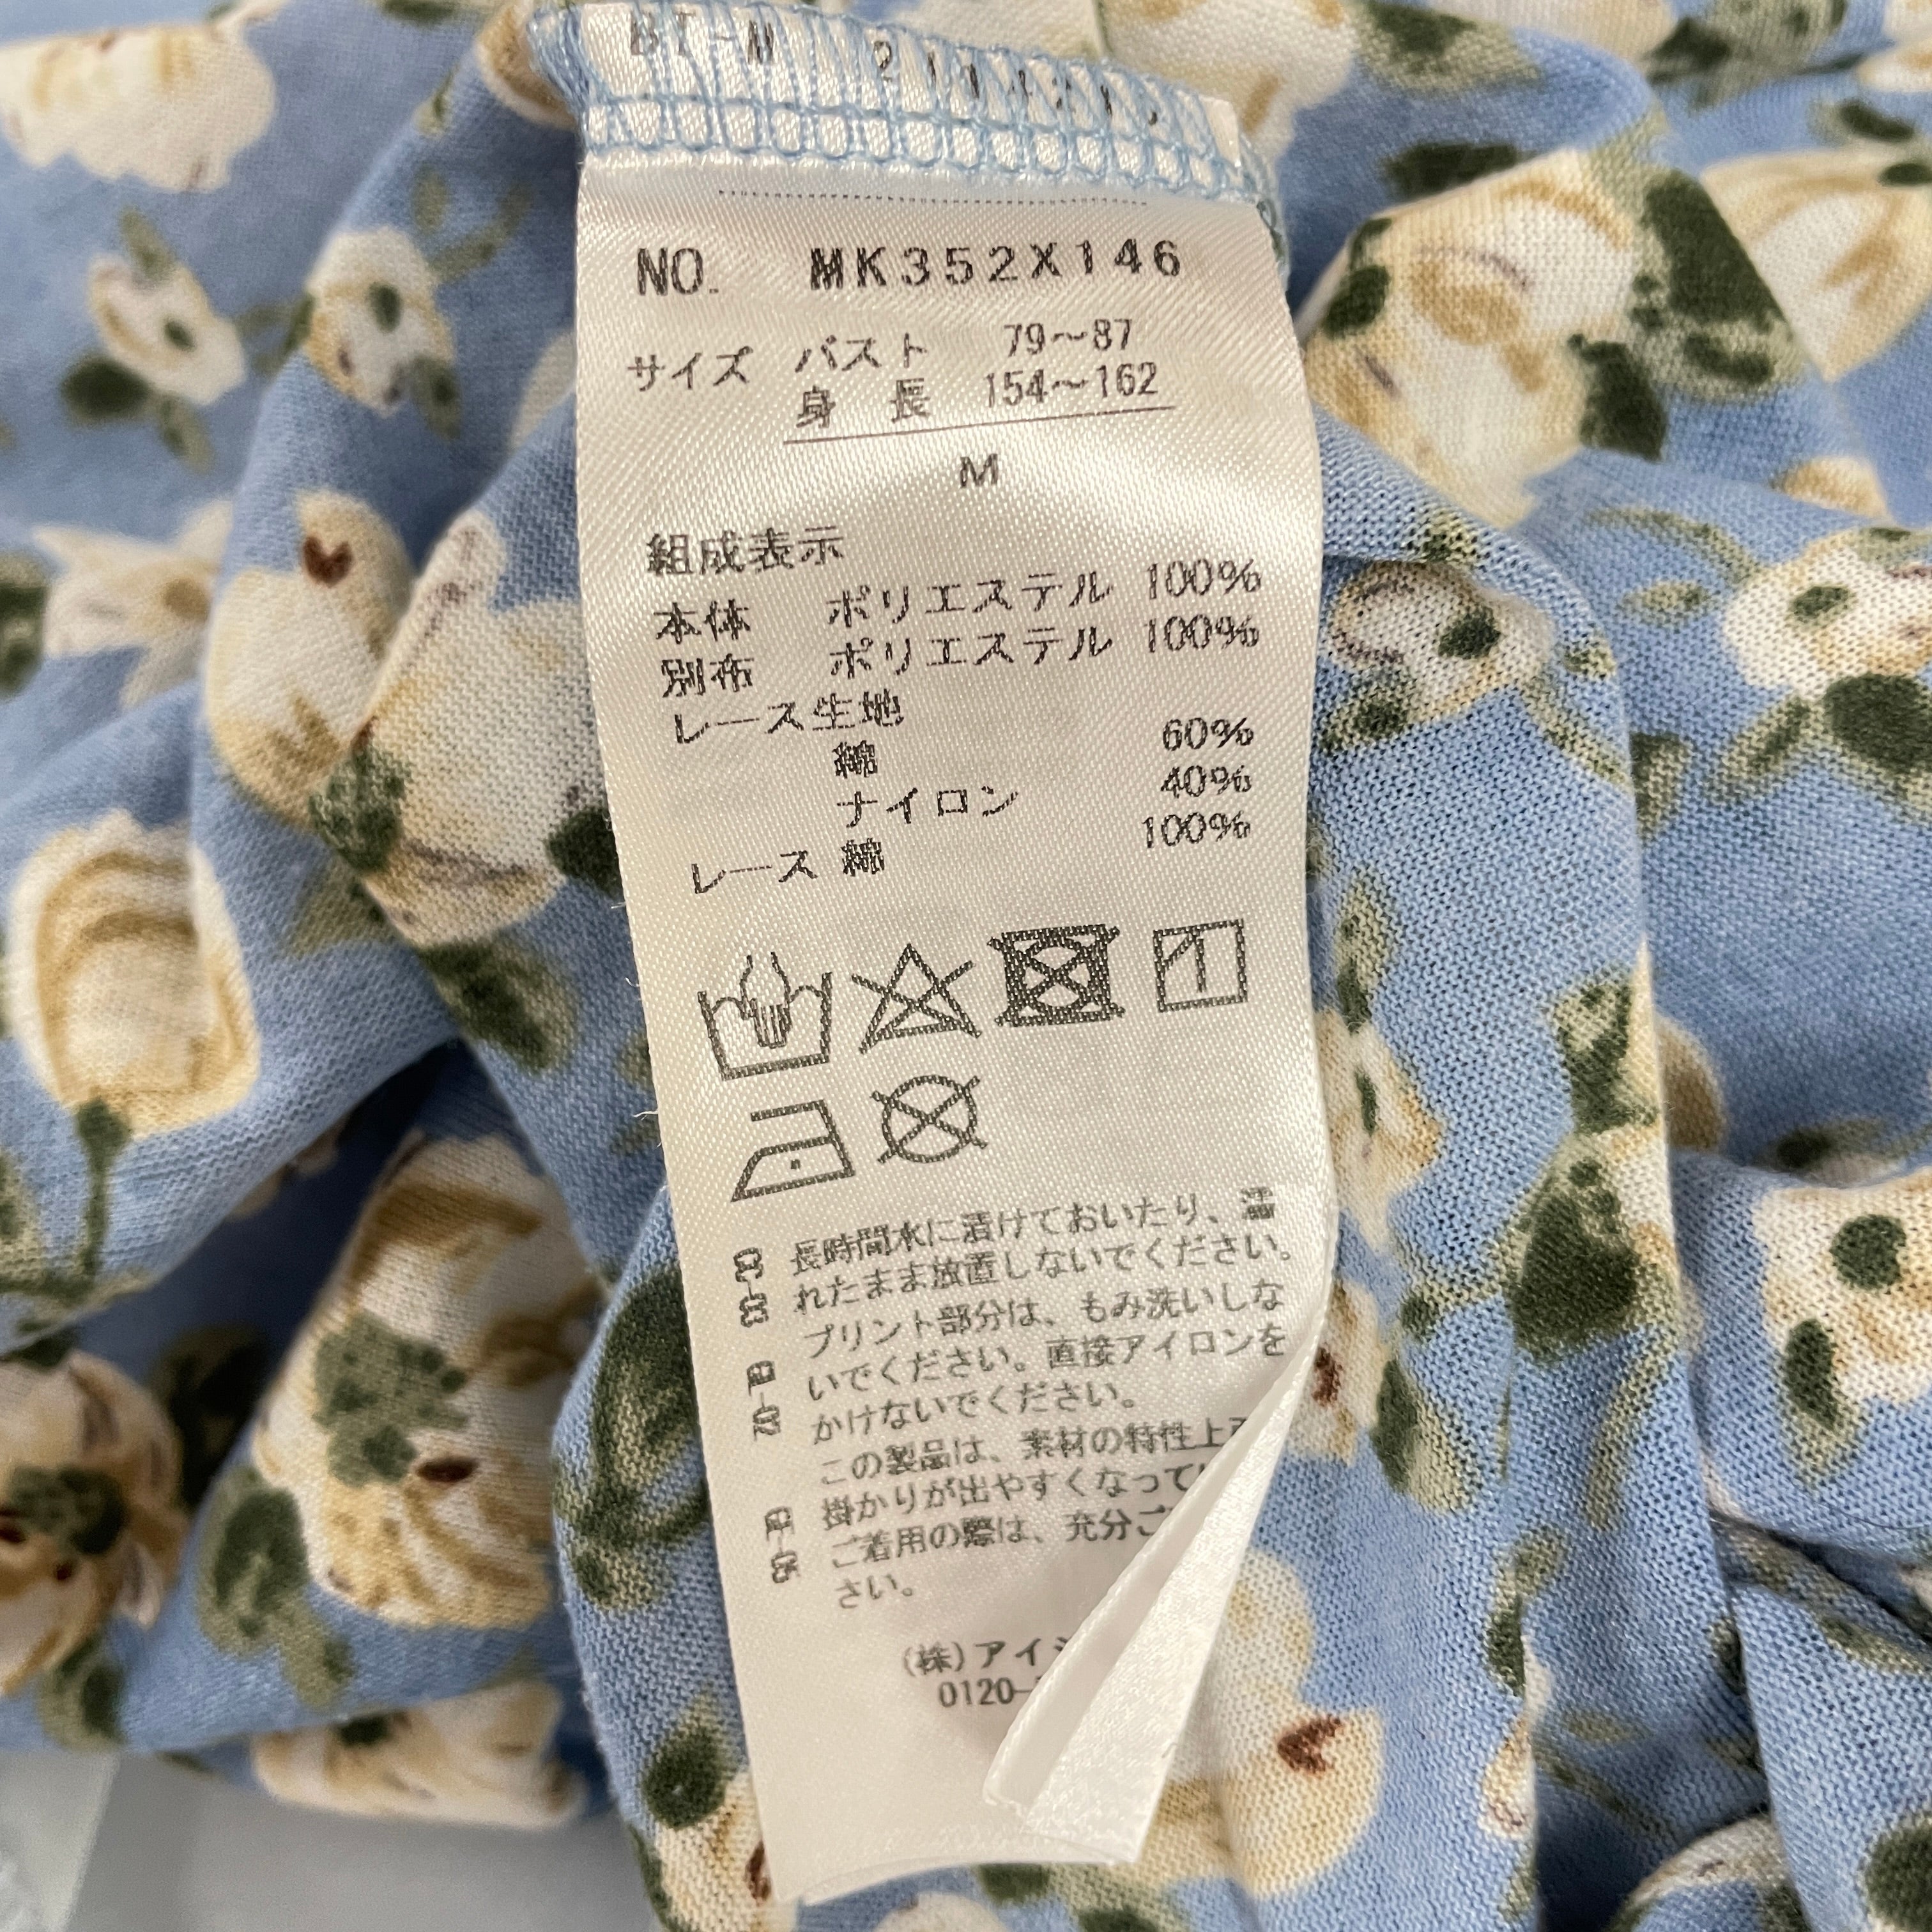 BI-N
NO. MK352X146
サイズ バスト 79～87
身 長 154～162
M
組成表示
本体 ポリエステル 100%
別布 ポリエステル 100%
レース生地
綿 60%
ナイロン 40%
レース 綿 100%
長時間水に漬けておいたり、濡
れたまま放置しないでください。
プリント部分は、もみ洗いしな
いでください。直接アイロンを
かけないでください。
この製品は、素材の特性上
掛かりが出やすくなって
ご着用の際は、充分ご
さい。
(株)アイ
0120-